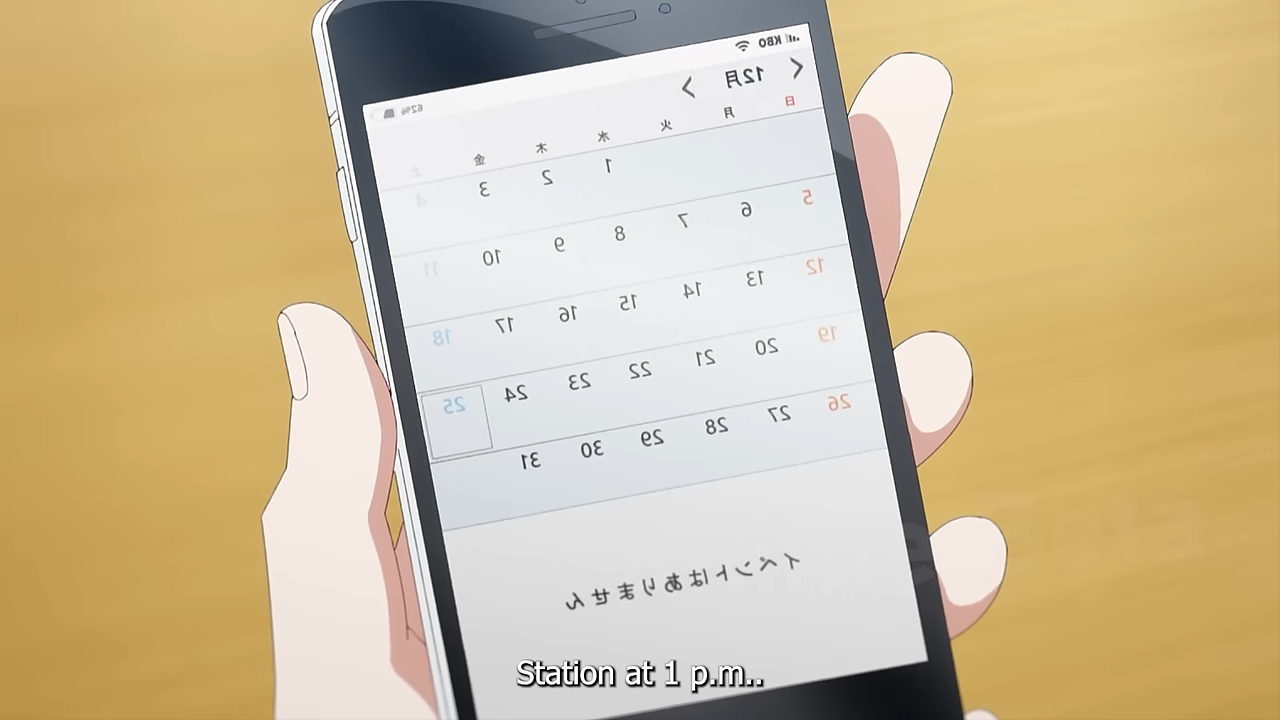 KBO
62%
12月
日 月 火 水 木 金 土
1 2 3 4
5 6 7 8 9 10 11
12 13 14 15 16 17 18
19 20 21 22 23 24 25
26 27 28 29 30 31
イベントはありません
Station at 1 p.m..